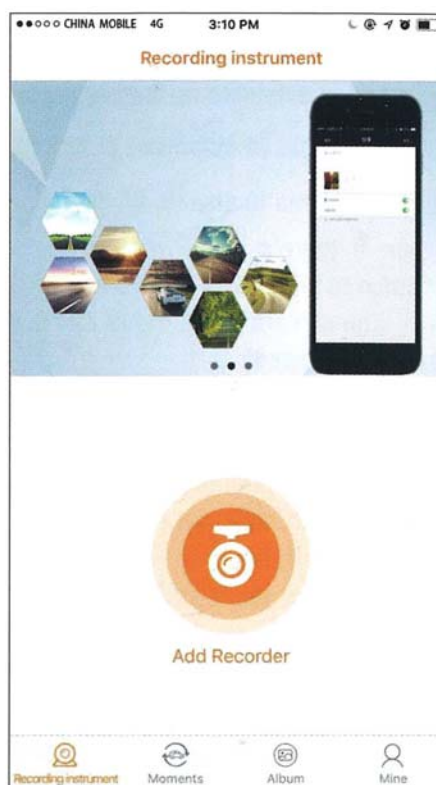 CHINA MOBILE 4G 3:10 PM
Recording instrument
Add Recorder
Recording instrument Moments Album Mine